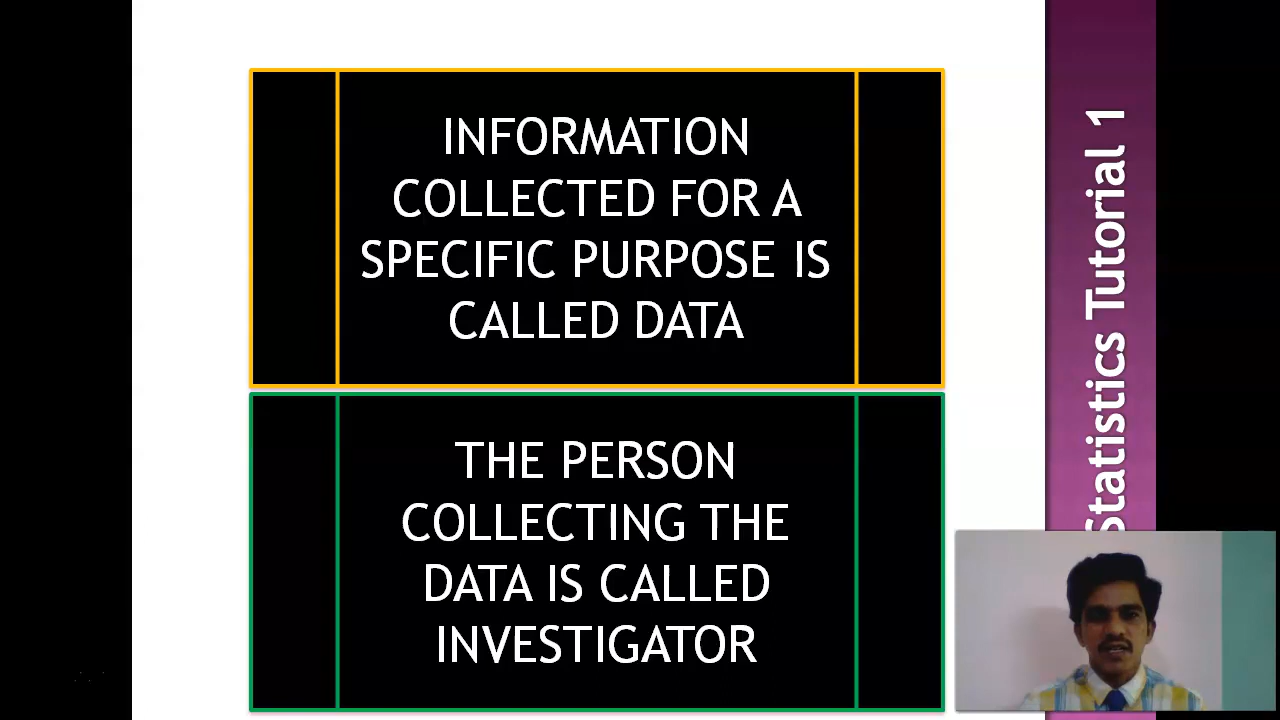 INFORMATION
COLLECTED FOR A
SPECIFIC PURPOSE IS
CALLED DATA
THE PERSON
COLLECTING THE
DATA IS CALLED
INVESTIGATOR
Statistics Tutorial 1